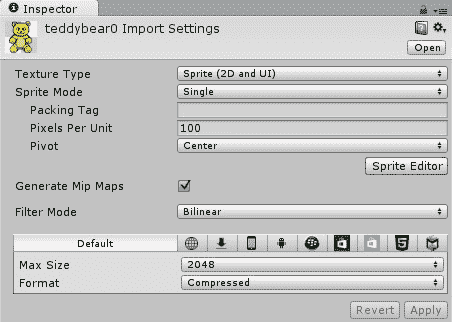 Inspector
teddybear0 Import Settings
Open
Texture Type Sprite (2D and UI)
Sprite Mode Single
Packing Tag
Pixels Per Unit 100
Pivot Center
Sprite Editor
Generate Mip Maps
Filter Mode Bilinear
Default
Max Size 2048
Format Compressed
Revert Apply